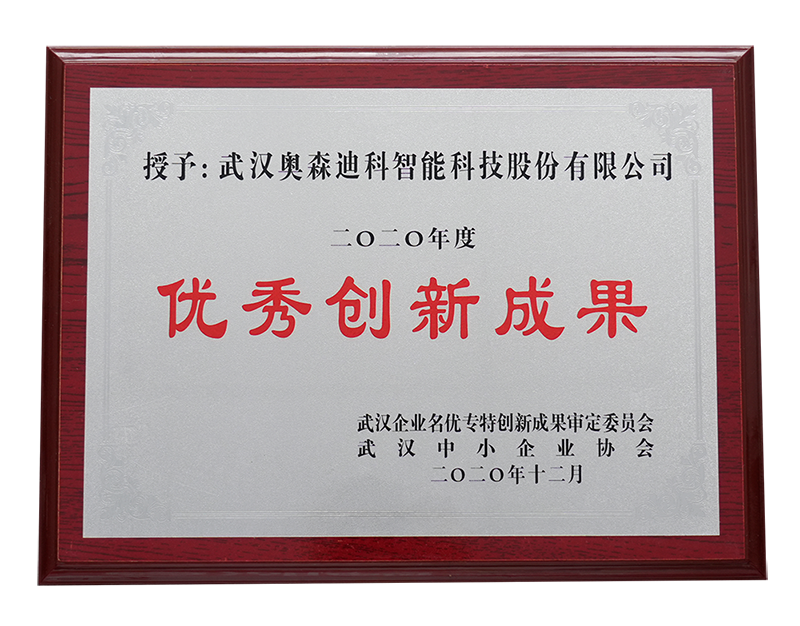 授予:武汉奥森迪科智能科技股份有限公司
二〇二〇年度
优秀创新成果
武汉企业名优专特创新成果审定委员会
武汉中小企业协会
二〇二〇年十二月